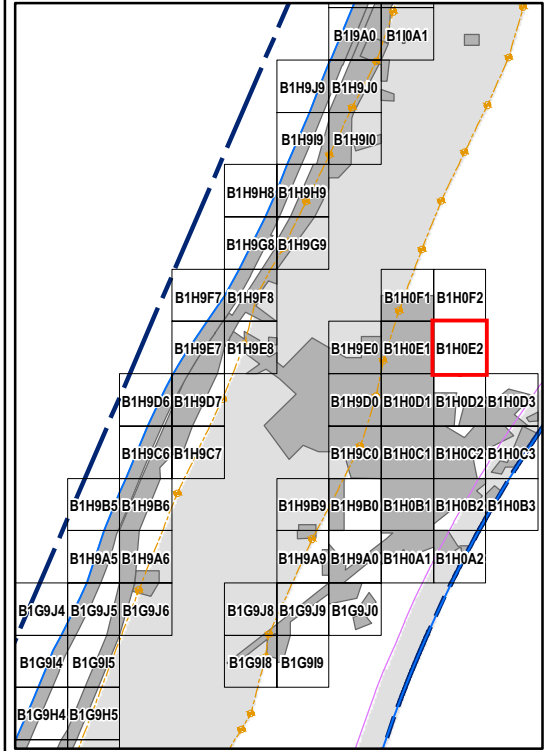 B1I9A0 B1I0A1
B1H9J9 B1H9J0
B1H9I9 B1H9I0
B1H9H8 B1H9H9
B1H9G8 B1H9G9
B1H9F7 B1H9F8 B1H0F1 B1H0F2
B1H9E7 B1H9E8 B1H9E0 B1H0E1 B1H0E2
B1H9D6 B1H9D7 B1H9D0 B1H0D1 B1H0D2 B1H0D3
B1H9C6 B1H9C7 B1H9C0 B1H0C1 B1H0C2 B1H0C3
B1H9B5 B1H9B6 B1H9B9 B1H9B0 B1H0B1 B1H0B2 B1H0B3
B1H9A5 B1H9A6 B1H9A9 B1H9A0 B1H0A1 B1H0A2
B1G9J4 B1G9J5 B1G9J6 B1G9J8 B1G9J9 B1G9J0
B1G9I4 B1G9I5 B1G9I8 B1G9I9
B1G9H4 B1G9H5